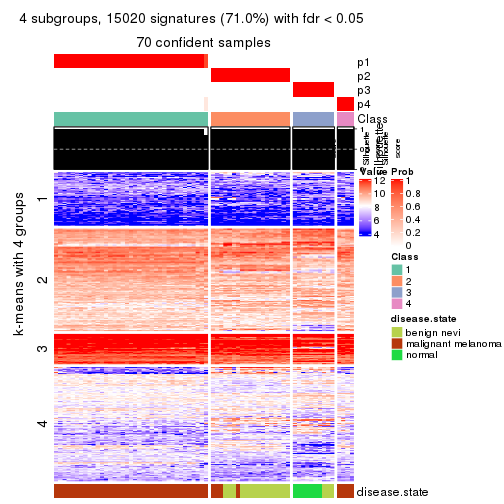 4 subgroups, 15020 signatures (71.0%) with fdr < 0.05
70 confident samples
p1
p2
p3
p4
Class
1
0.5
0
Silhouette
score
Value
12
10
8
6
4
Prob
1
0.8
0.6
0.4
0.2
0
Class
1
2
3
4
disease.state
benign nevi
malignant melanoma
normal
k-means with 4 groups
1
2
3
4
disease.state